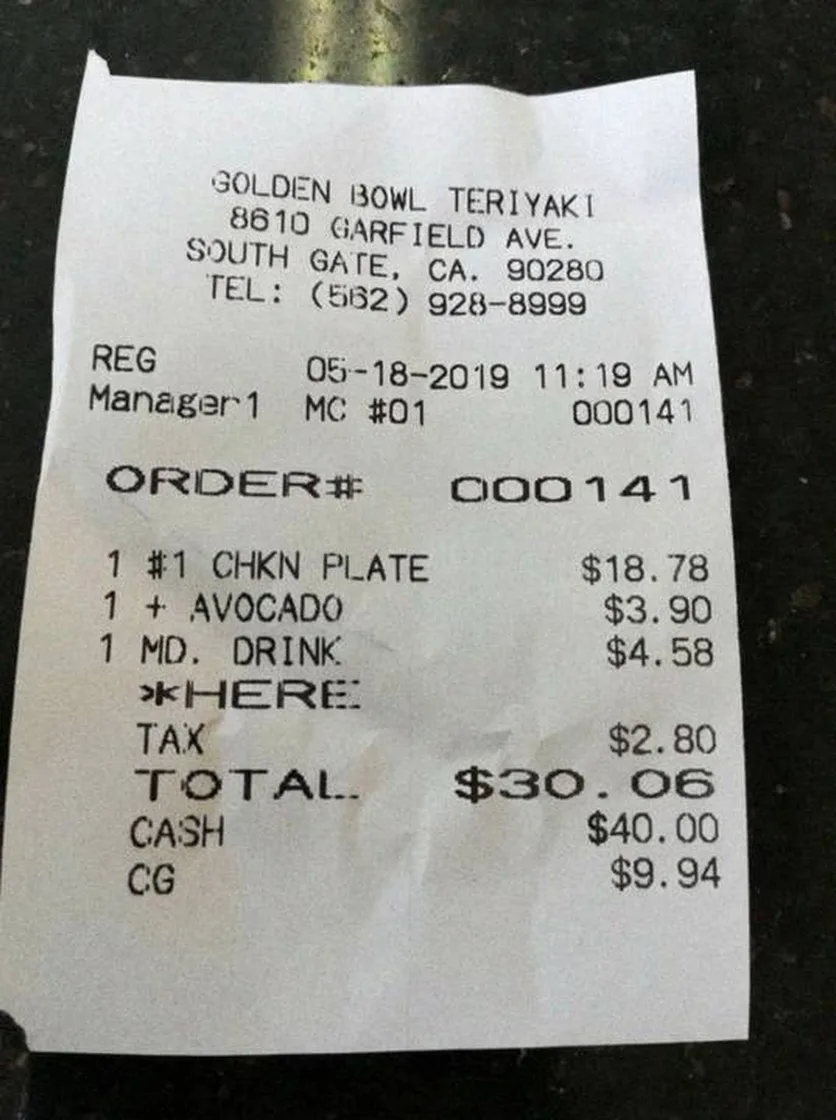 GOLDEN BOWL TERIYAKI
8610 GARFIELD AVE.
SOUTH GATE, CA. 90280
TEL: (562) 928-8999
REG 05-18-2019 11:19 AM
Manager1 MC #01 000141
ORDER# 000141
1 #1 CHKN PLATE $18.78
1 + AVOCADO $3.90
1 MD. DRINK $4.58
*HERE
TAX $2.80
TOTAL $30.06
CASH $40.00
CG $9.94